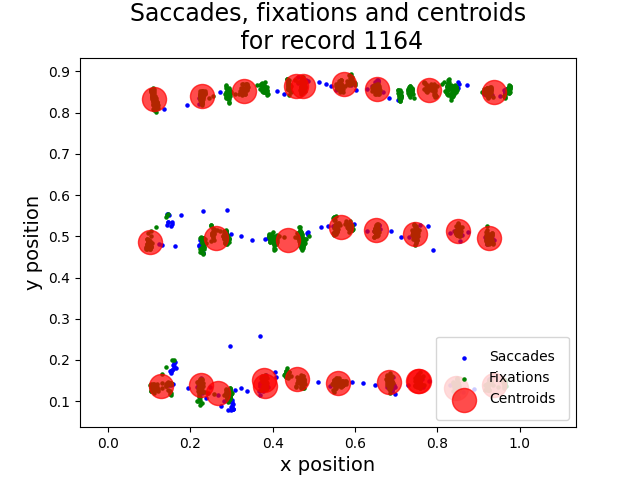 Saccades, fixations and centroids
for record 1164
0.9
0.8
0.7
0.6
0.5
0.4
0.3
0.2
0.1
y position
Saccades
Fixations
Centroids
0.0 0.2 0.4 0.6 0.8 1.0
x position